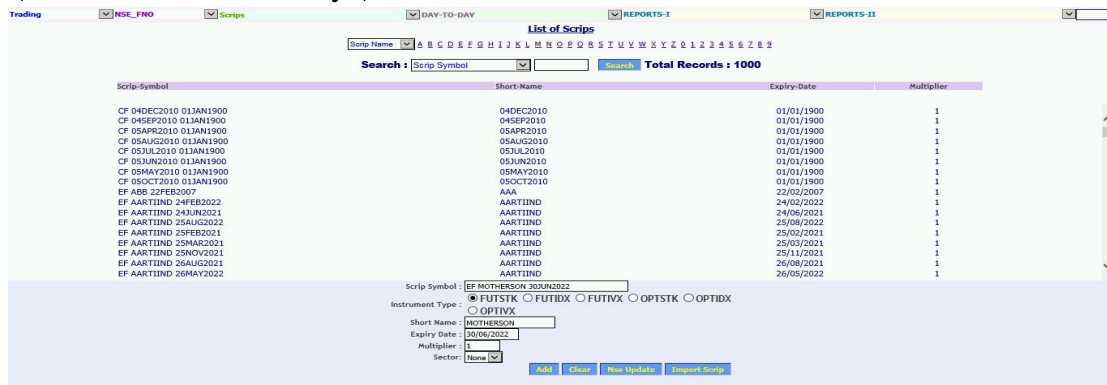 Trading NSE_FNO Scrips DAY-TO-DAY REPORTS-I REPORTS-II
List of Scrips
Scrip Name A B C D E F G H I J K L M N O P Q R S T U V W X Y Z 0 1 2 3 4 5 6 7 8 9
Search : Scrip Symbol Search Total Records : 1000
Scrip-Symbol Short-Name Expiry-Date Multiplier
CF 04DEC2010 01JAN1900 04DEC2010 01/01/1900 1
CF 04SEP2010 01JAN1900 04SEP2010 01/01/1900 1
CF 05APR2010 01JAN1900 05APR2010 01/01/1900 1
CF 05AUG2010 01JAN1900 05AUG2010 01/01/1900 1
CF 05JUL2010 01JAN1900 05JUL2010 01/01/1900 1
CF 05JUN2010 01JAN1900 05JUN2010 01/01/1900 1
CF 05MAY2010 01JAN1900 05MAY2010 01/01/1900 1
CF 05OCT2010 01JAN1900 05OCT2010 01/01/1900 1
EF ABB 22FEB2007 AAA 22/02/2007 1
EF AARTIIND 24FEB2022 AARTIIND 24/02/2022 1
EF AARTIIND 24JUN2021 AARTIIND 24/06/2021 1
EF AARTIIND 25AUG2022 AARTIIND 25/08/2022 1
EF AARTIIND 25FEB2021 AARTIIND 25/02/2021 1
EF AARTIIND 25MAR2021 AARTIIND 25/03/2021 1
EF AARTIIND 25NOV2021 AARTIIND 25/11/2021 1
EF AARTIIND 26AUG2021 AARTIIND 26/08/2021 1
EF AARTIIND 26MAY2022 AARTIIND 26/05/2022 1
Scrip Symbol : EF MOTHERSON 30JUN2022
Instrument Type : FUTSTK FUTIDX FUTIVX OPTSTK OPTIDX
OPTIVX
Short Name : MOTHERSON
Expiry Date : 30/06/2022
Multiplier : 1
Sector: None
Add Clear Nse Update Import Scrip